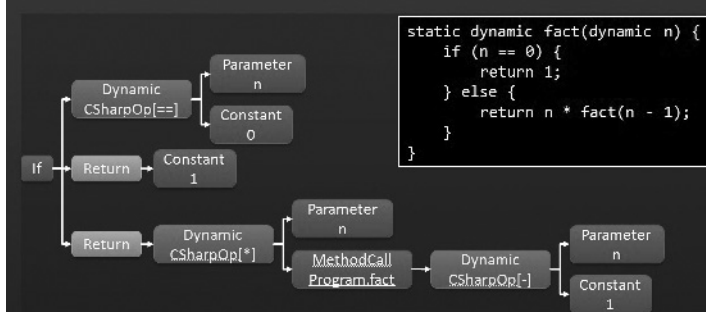 static dynamic fact(dynamic n) {
if (n == 0) {
return 1;
} else {
return n * fact(n - 1);
}
}
If
Dynamic
CSharpOp[==]
Parameter
n
Constant
0
Return
Constant
1
Return
Dynamic
CSharpOp[*]
Parameter
n
MethodCall
Program.fact
Dynamic
CSharpOp[-]
Parameter
n
Constant
1